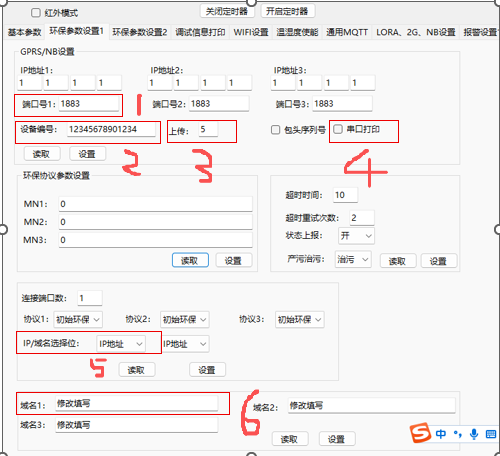 红外模式 关闭定时器 开启定时器
基本参数 环保参数设置1 环保参数设置2 调试信息打印 WIFI设置 温湿度使能 通用MQTT LORA、2G、NB设置 报警设置
GPRS/NB设置
IP地址1: IP地址2: IP地址3:
1 1 1 1 1 1 1 1 1 1 1 1
端口号1: 1883 1 端口号2: 1883 端口号3: 1883
设备编号: 12345678901234 上传: 5 包头序列号 串口打印
读取 设置 2 3 4
环保协议参数设置
MN1: 0
MN2: 0
MN3: 0
读取 设置
超时时间: 10
超时重试次数: 2
状态上报: 开
产污治污: 治污 读取 设置
连接端口数: 1
协议1: 初始环保 协议2: 初始环保 协议3: 初始环保
IP/域名选择位: IP地址 IP地址
5 读取 设置
域名1: 修改填写 6 域名2: 修改填写
域名3: 修改填写
读取 设置
S 中